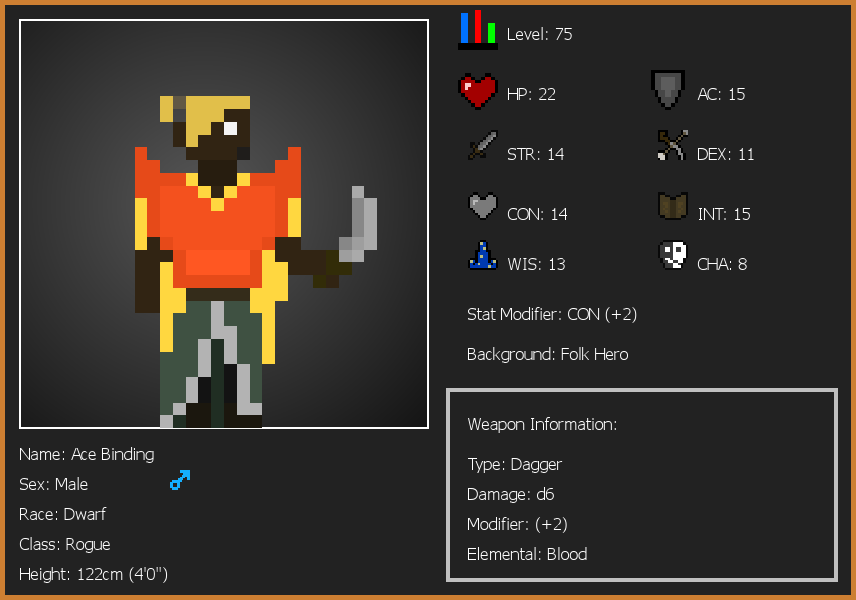 Level: 75
HP: 22
AC: 15
STR: 14
DEX: 11
CON: 14
INT: 15
WIS: 13
CHA: 8
Stat Modifier: CON (+2)
Background: Folk Hero
Weapon Information:
Type: Dagger
Damage: d6
Modifier: (+2)
Elemental: Blood
Name: Ace Binding
Sex: Male
Race: Dwarf
Class: Rogue
Height: 122cm (4'0")